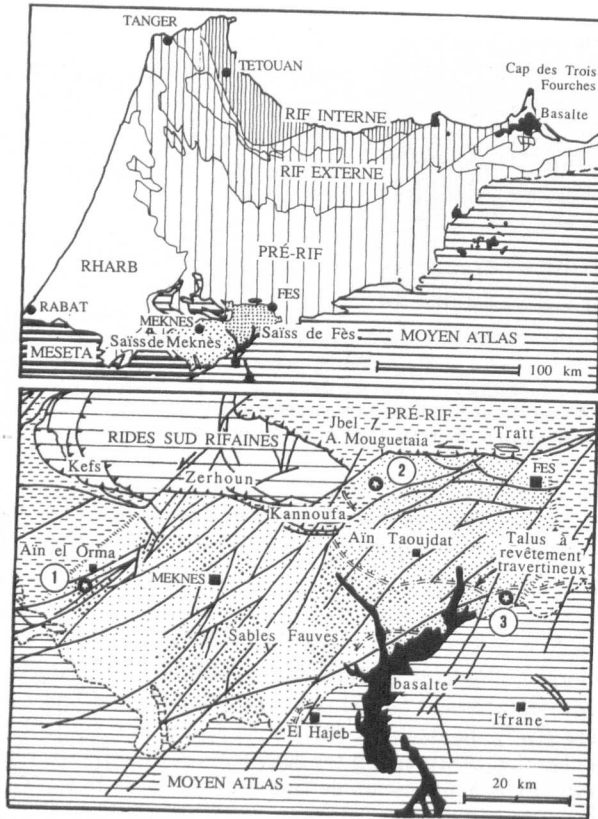 TANGER
TETOUAN
Cap des Trois
Fourches
Basalte
RIF INTERNE
RIF EXTERNE
PRÉ-RIF
RHARB
FES
RABAT
MEKNES
Saïss de Meknès
Saïss de Fès
MESETA
MOYEN ATLAS
100 km
PRÉ-RIF
Jbel
A. Mouguetaia
Tratt
RIDES SUD RIFAINES
Kefs
Zerhoun
2
FES
Kannoufa
Aïn el Orma
Aïn Taoujdat
Talus à
revêtement
travertineux
1
MEKNES
3
Sables Fauves
basalte
Ifrane
El Hajeb
MOYEN ATLAS
20 km